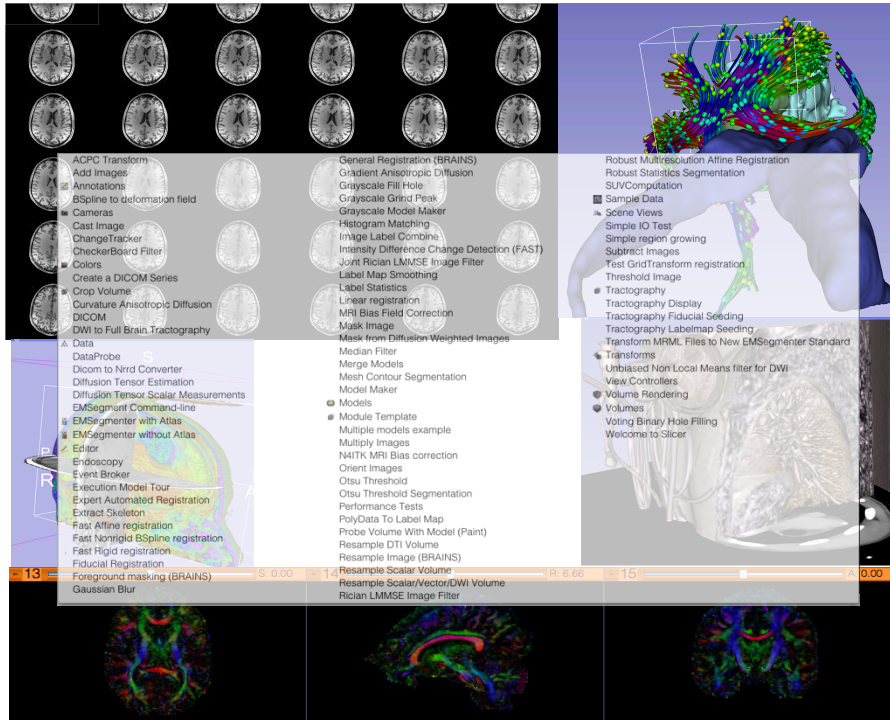 ACPC Transform
Add Images
Annotations
BSpline to deformation field
Cameras
Cast Image
ChangeTracker
CheckerBoard Filter
Colors
Create a DICOM Series
Crop Volume
Curvature Anisotropic Diffusion
DICOM
DWI to Full Brain Tractography
Data
DataProbe
Dicom to Nrrd Converter
Diffusion Tensor Estimation
Diffusion Tensor Scalar Measurements
EMSegment Command-line
EMSegmenter with Atlas
EMSegmenter without Atlas
Editor
Endoscopy
Event Broker
Execution Model Tour
Expert Automated Registration
Extract Skeleton
Fast Affine registration
Fast Nonrigid BSpline registration
Fast Rigid registration
Fiducial Registration
Foreground masking (BRAINS)
Gaussian Blur
General Registration (BRAINS)
Gradient Anisotropic Diffusion
Grayscale Fill Hole
Grayscale Grind Peak
Grayscale Model Maker
Histogram Matching
Image Label Combine
Intensity Difference Change Detection (FAST)
Joint Rician LMMSE Image Filter
Label Map Smoothing
Label Statistics
Linear registration
MRI Bias Field Correction
Mask Image
Mask from Diffusion Weighted Images
Median Filter
Merge Models
Mesh Contour Segmentation
Model Maker
Models
Module Template
Multiple models example
Multiply Images
N4ITK MRI Bias correction
Orient Images
Otsu Threshold
Otsu Threshold Segmentation
Performance Tests
PolyData To Label Map
Probe Volume With Model (Paint)
Resample DTI Volume
Resample Image (BRAINS)
Resample Scalar Volume
Resample Scalar/Vector/DWI Volume
Rician LMMSE Image Filter
Robust Multiresolution Affine Registration
Robust Statistics Segmentation
SUVComputation
Sample Data
Scene Views
Simple IO Test
Simple region growing
Subtract Images
Test GridTransform registration
Threshold Image
Tractography
Tractography Display
Tractography Fiducial Seeding
Tractography Labelmap Seeding
Transform MRML Files to New EMSegmenter Standard
Transforms
Unbiased Non Local Means filter for DWI
View Controllers
Volume Rendering
Volumes
Voting Binary Hole Filling
Welcome to Slicer
S
P
R
A
13 S: 0.00
14 R: 6.66
15 A: 0.00